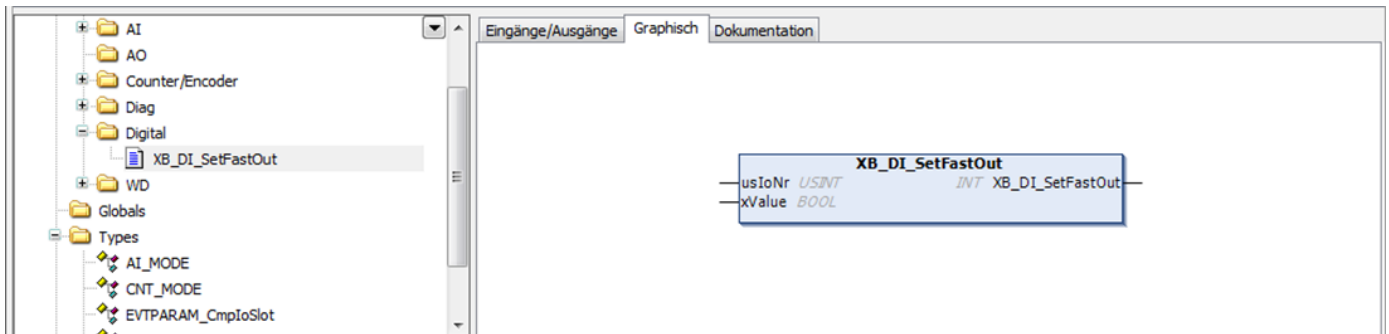 AI
AO
Counter/Encoder
Diag
Digital
XB_DI_SetFastOut
WD
Globals
Types
AI_MODE
CNT_MODE
EVTPARAM_CmpIoSlot
Eingänge/Ausgänge Graphisch Dokumentation
XB_DI_SetFastOut
usIoNr USINT INT XB_DI_SetFastOut
xValue BOOL